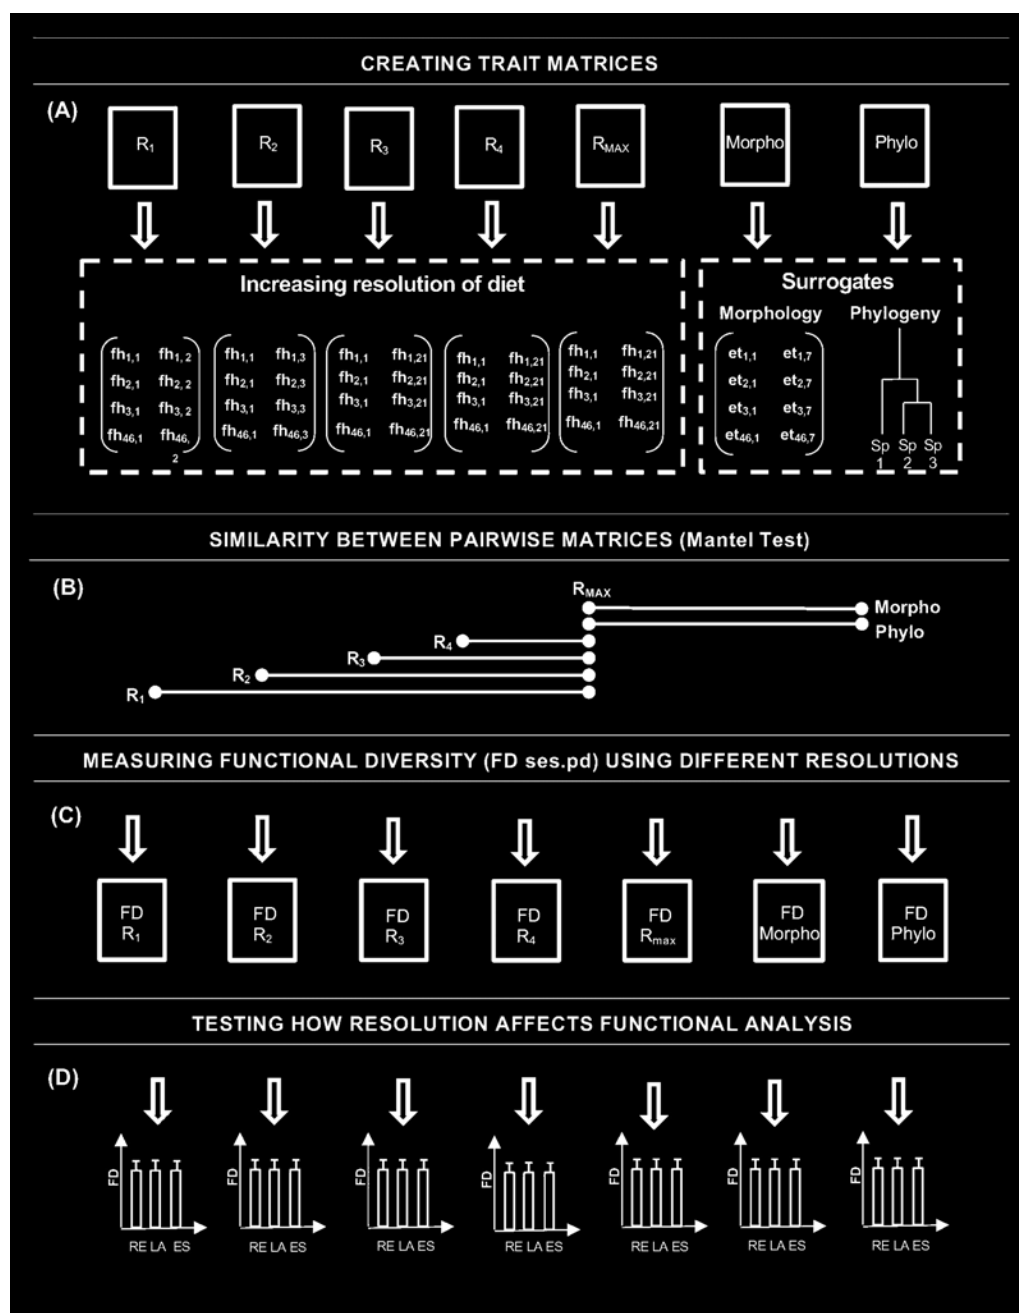 CREATING TRAIT MATRICES
(A)
R1 R2 R3 R4 RMAX Morpho Phylo
Increasing resolution of diet
Surrogates
Morphology Phylogeny
fh1,1 fh1, 2 fh1,1 fh1,3 fh1,1 fh1,21 fh1,1 fh1,21 fh1,1 fh1,21 et1,1 et1,7
fh2,1 fh2, 2 fh2,1 fh2,3 fh2,1 fh2,21 fh2,1 fh2,21 fh2,1 fh2,21 et2,1 et2,7
fh3,1 fh3, 2 fh3,1 fh3,3 fh3,1 fh3,21 fh3,1 fh3,21 fh3,1 fh3,21 et3,1 et3,7
fh46,1 fh46, fh46,1 fh46,3 fh46,1 fh46,21 fh46,1 fh46,21 fh46,1 fh46,21 et46,1 et46,7
2
Sp Sp Sp
1 2 3
SIMILARITY BETWEEN PAIRWISE MATRICES (Mantel Test)
(B)
RMAX
Morpho
Phylo
R4
R3
R2
R1
MEASURING FUNCTIONAL DIVERSITY (FD ses.pd) USING DIFFERENT RESOLUTIONS
(C)
FD FD FD FD FD FD FD
R1 R2 R3 R4 Rmax Morpho Phylo
TESTING HOW RESOLUTION AFFECTS FUNCTIONAL ANALYSIS
(D)
FD FD FD FD FD FD FD
RE LA ES RE LA ES RE LA ES RE LA ES RE LA ES RE LA ES RE LA ES